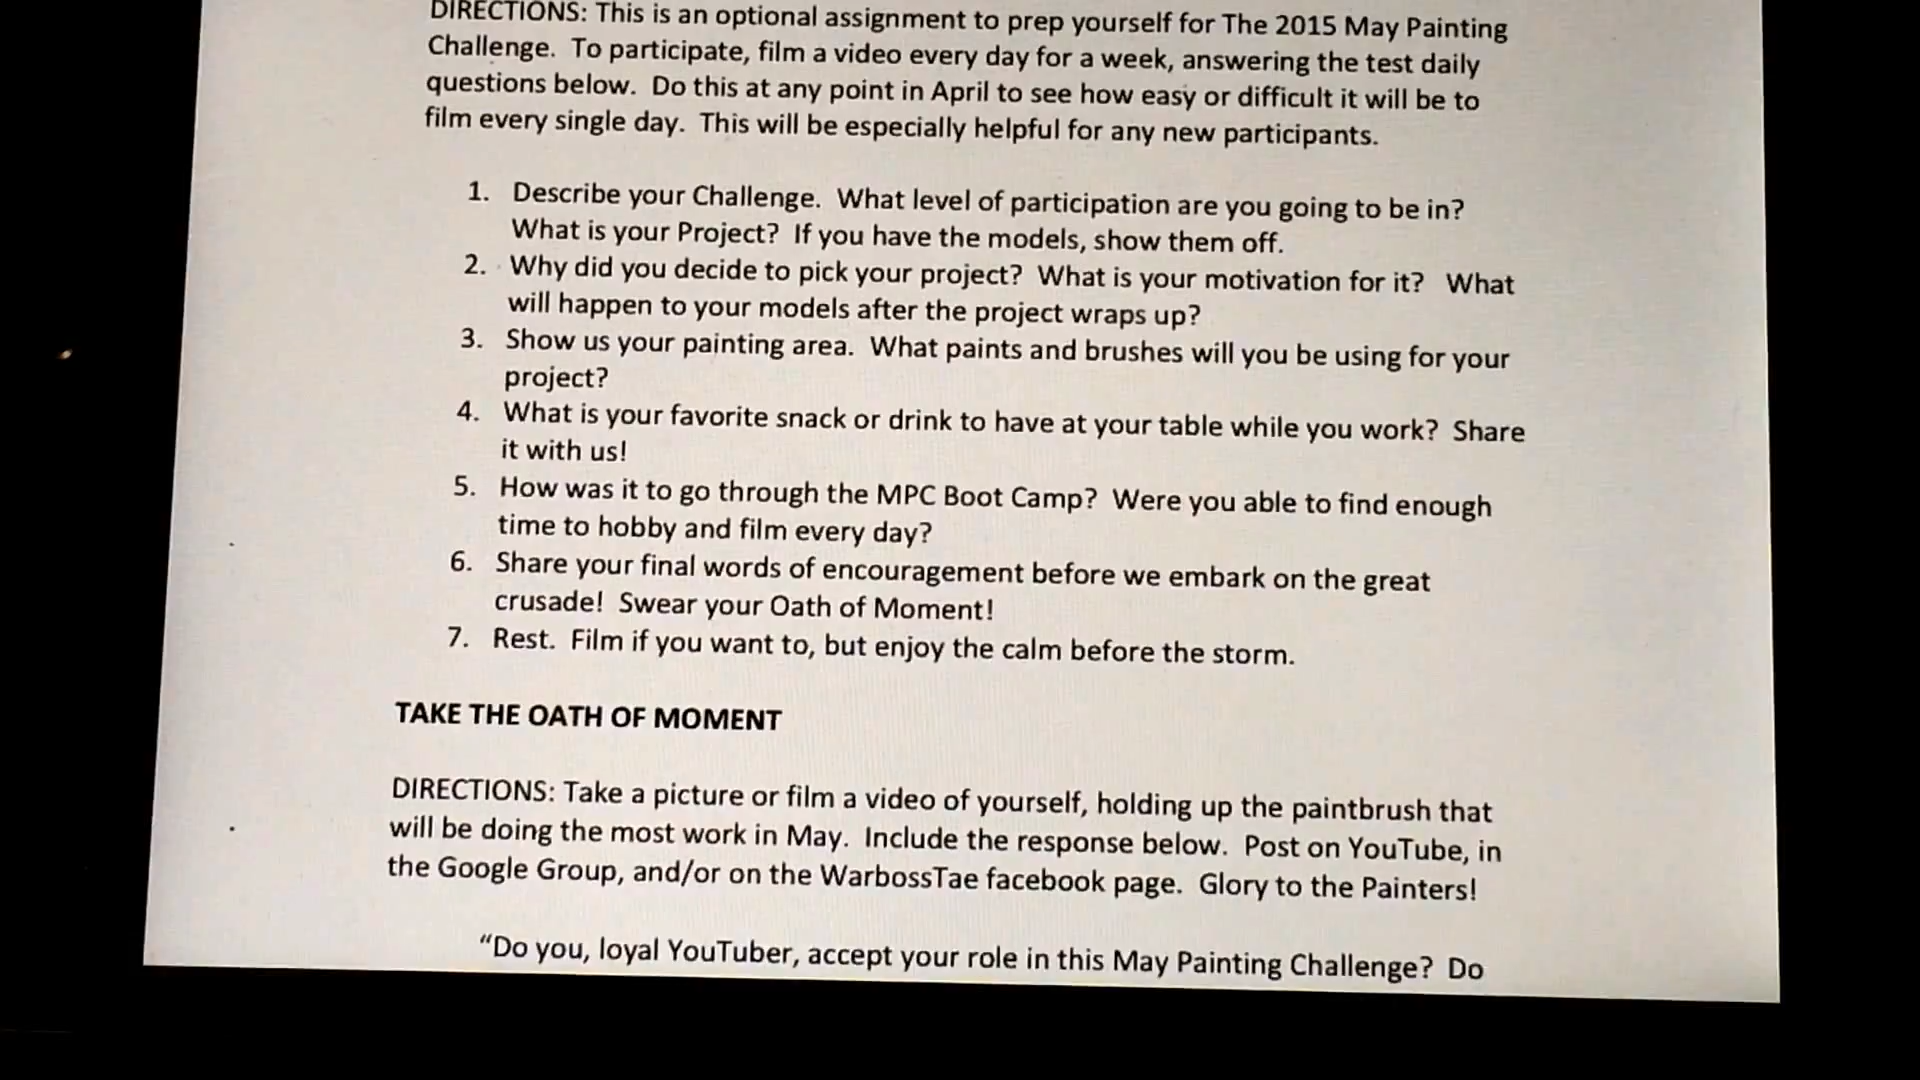 DIRECTIONS: This is an optional assignment to prep yourself for The 2015 May Painting
Challenge. To participate, film a video every day for a week, answering the test daily
questions below. Do this at any point in April to see how easy or difficult it will be to
film every single day. This will be especially helpful for any new participants.
1. Describe your Challenge. What level of participation are you going to be in?
What is your Project? If you have the models, show them off.
2. Why did you decide to pick your project? What is your motivation for it? What
will happen to your models after the project wraps up?
3. Show us your painting area. What paints and brushes will you be using for your
project?
4. What is your favorite snack or drink to have at your table while you work? Share
it with us!
5. How was it to go through the MPC Boot Camp? Were you able to find enough
time to hobby and film every day?
6. Share your final words of encouragement before we embark on the great
crusade! Swear your Oath of Moment!
7. Rest. Film if you want to, but enjoy the calm before the storm.
TAKE THE OATH OF MOMENT
DIRECTIONS: Take a picture or film a video of yourself, holding up the paintbrush that
will be doing the most work in May. Include the response below. Post on YouTube, in
the Google Group, and/or on the WarbossTae facebook page. Glory to the Painters!
“Do you, loyal YouTuber, accept your role in this May Painting Challenge? Do